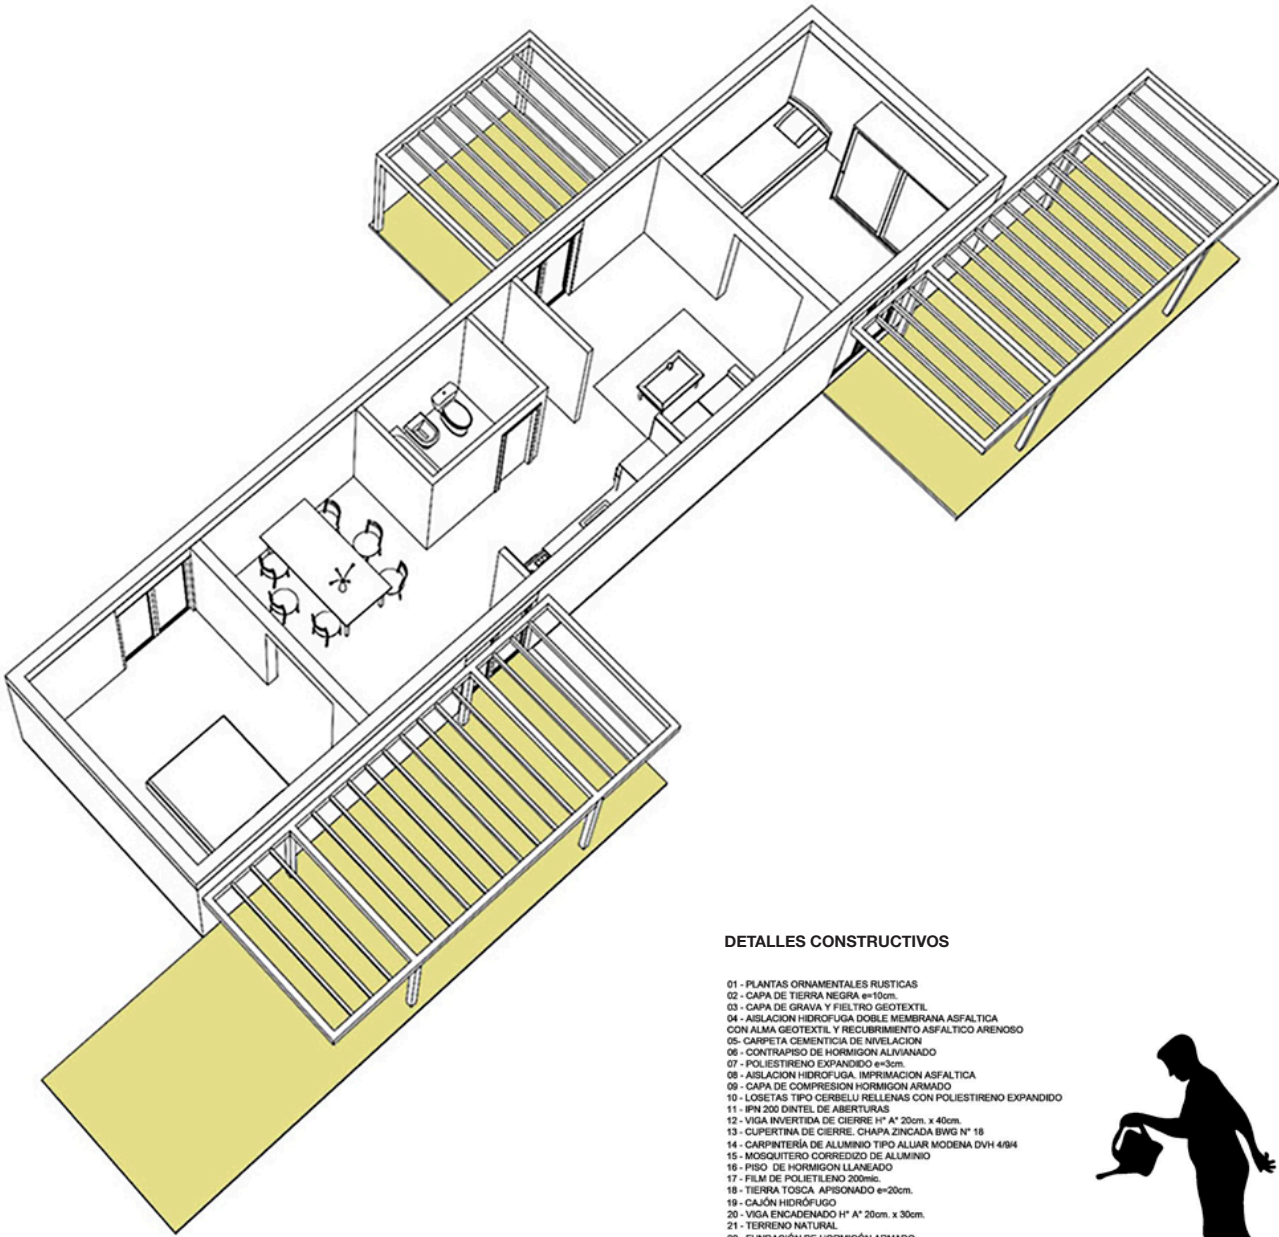 DETALLES CONSTRUCTIVOS
01 - PLANTAS ORNAMENTALES RUSTICAS
02 - CAPA DE TIERRA NEGRA e=10cm.
03 - CAPA DE GRAVA Y FIELTRO GEOTEXTIL
04 - AISLACION HIDROFUGA DOBLE MEMBRANA ASFALTICA
CON ALMA GEOTEXTIL Y RECUBRIMIENTO ASFALTICO ARENOSO
05- CARPETA CEMENTICIA DE NIVELACION
06 - CONTRAPISO DE HORMIGON ALIVIANADO
07 - POLIESTIRENO EXPANDIDO e=3cm.
08 - AISLACION HIDROFUGA. IMPRIMACION ASFALTICA
09 - CAPA DE COMPRESION HORMIGON ARMADO
10 - LOSETAS TIPO CERBELU RELLENAS CON POLIESTIRENO EXPANDIDO
11 - IPN 200 DINTEL DE ABERTURAS
12 - VIGA INVERTIDA DE CIERRE H° A° 20cm. x 40cm.
13 - CUPERTINA DE CIERRE. CHAPA ZINCADA BWG N° 18
14 - CARPINTERÍA DE ALUMINIO TIPO ALUAR MODENA DVH 4/9/4
15 - MOSQUITERO CORREDIZO DE ALUMINIO
16 - PISO DE HORMIGON LLANEADO
17 - FILM DE POLIETILENO 200mic.
18 - TIERRA TOSCA APISONADO e=20cm.
19 - CAJÓN HIDRÓFUGO
20 - VIGA ENCADENADO H° A° 20cm. x 30cm.
21 - TERRENO NATURAL